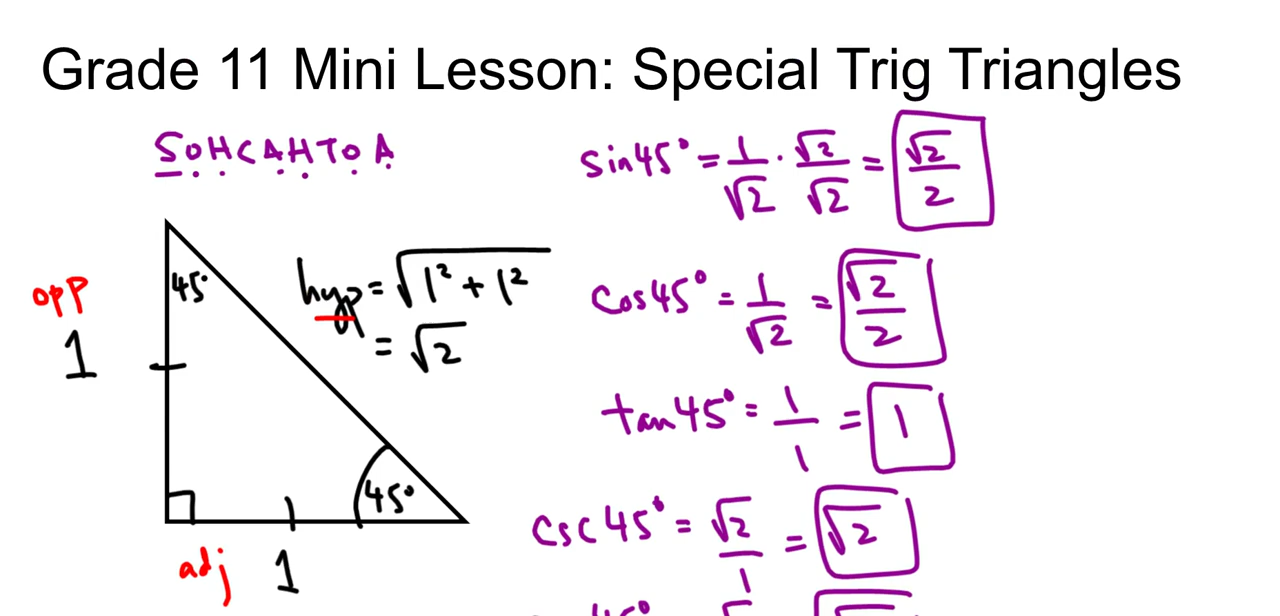 Grade 11 Mini Lesson: Special Trig Triangles
SOHCAHTOA
sin45° = 1/√2 · √2/√2 = √2/2
45°
opp
1
hyp = √1² + 1²
= √2
cos45° = 1/√2 = √2/2
tan45° = 1/1 = 1
45°
adj 1
csc45° = √2/1 = √2